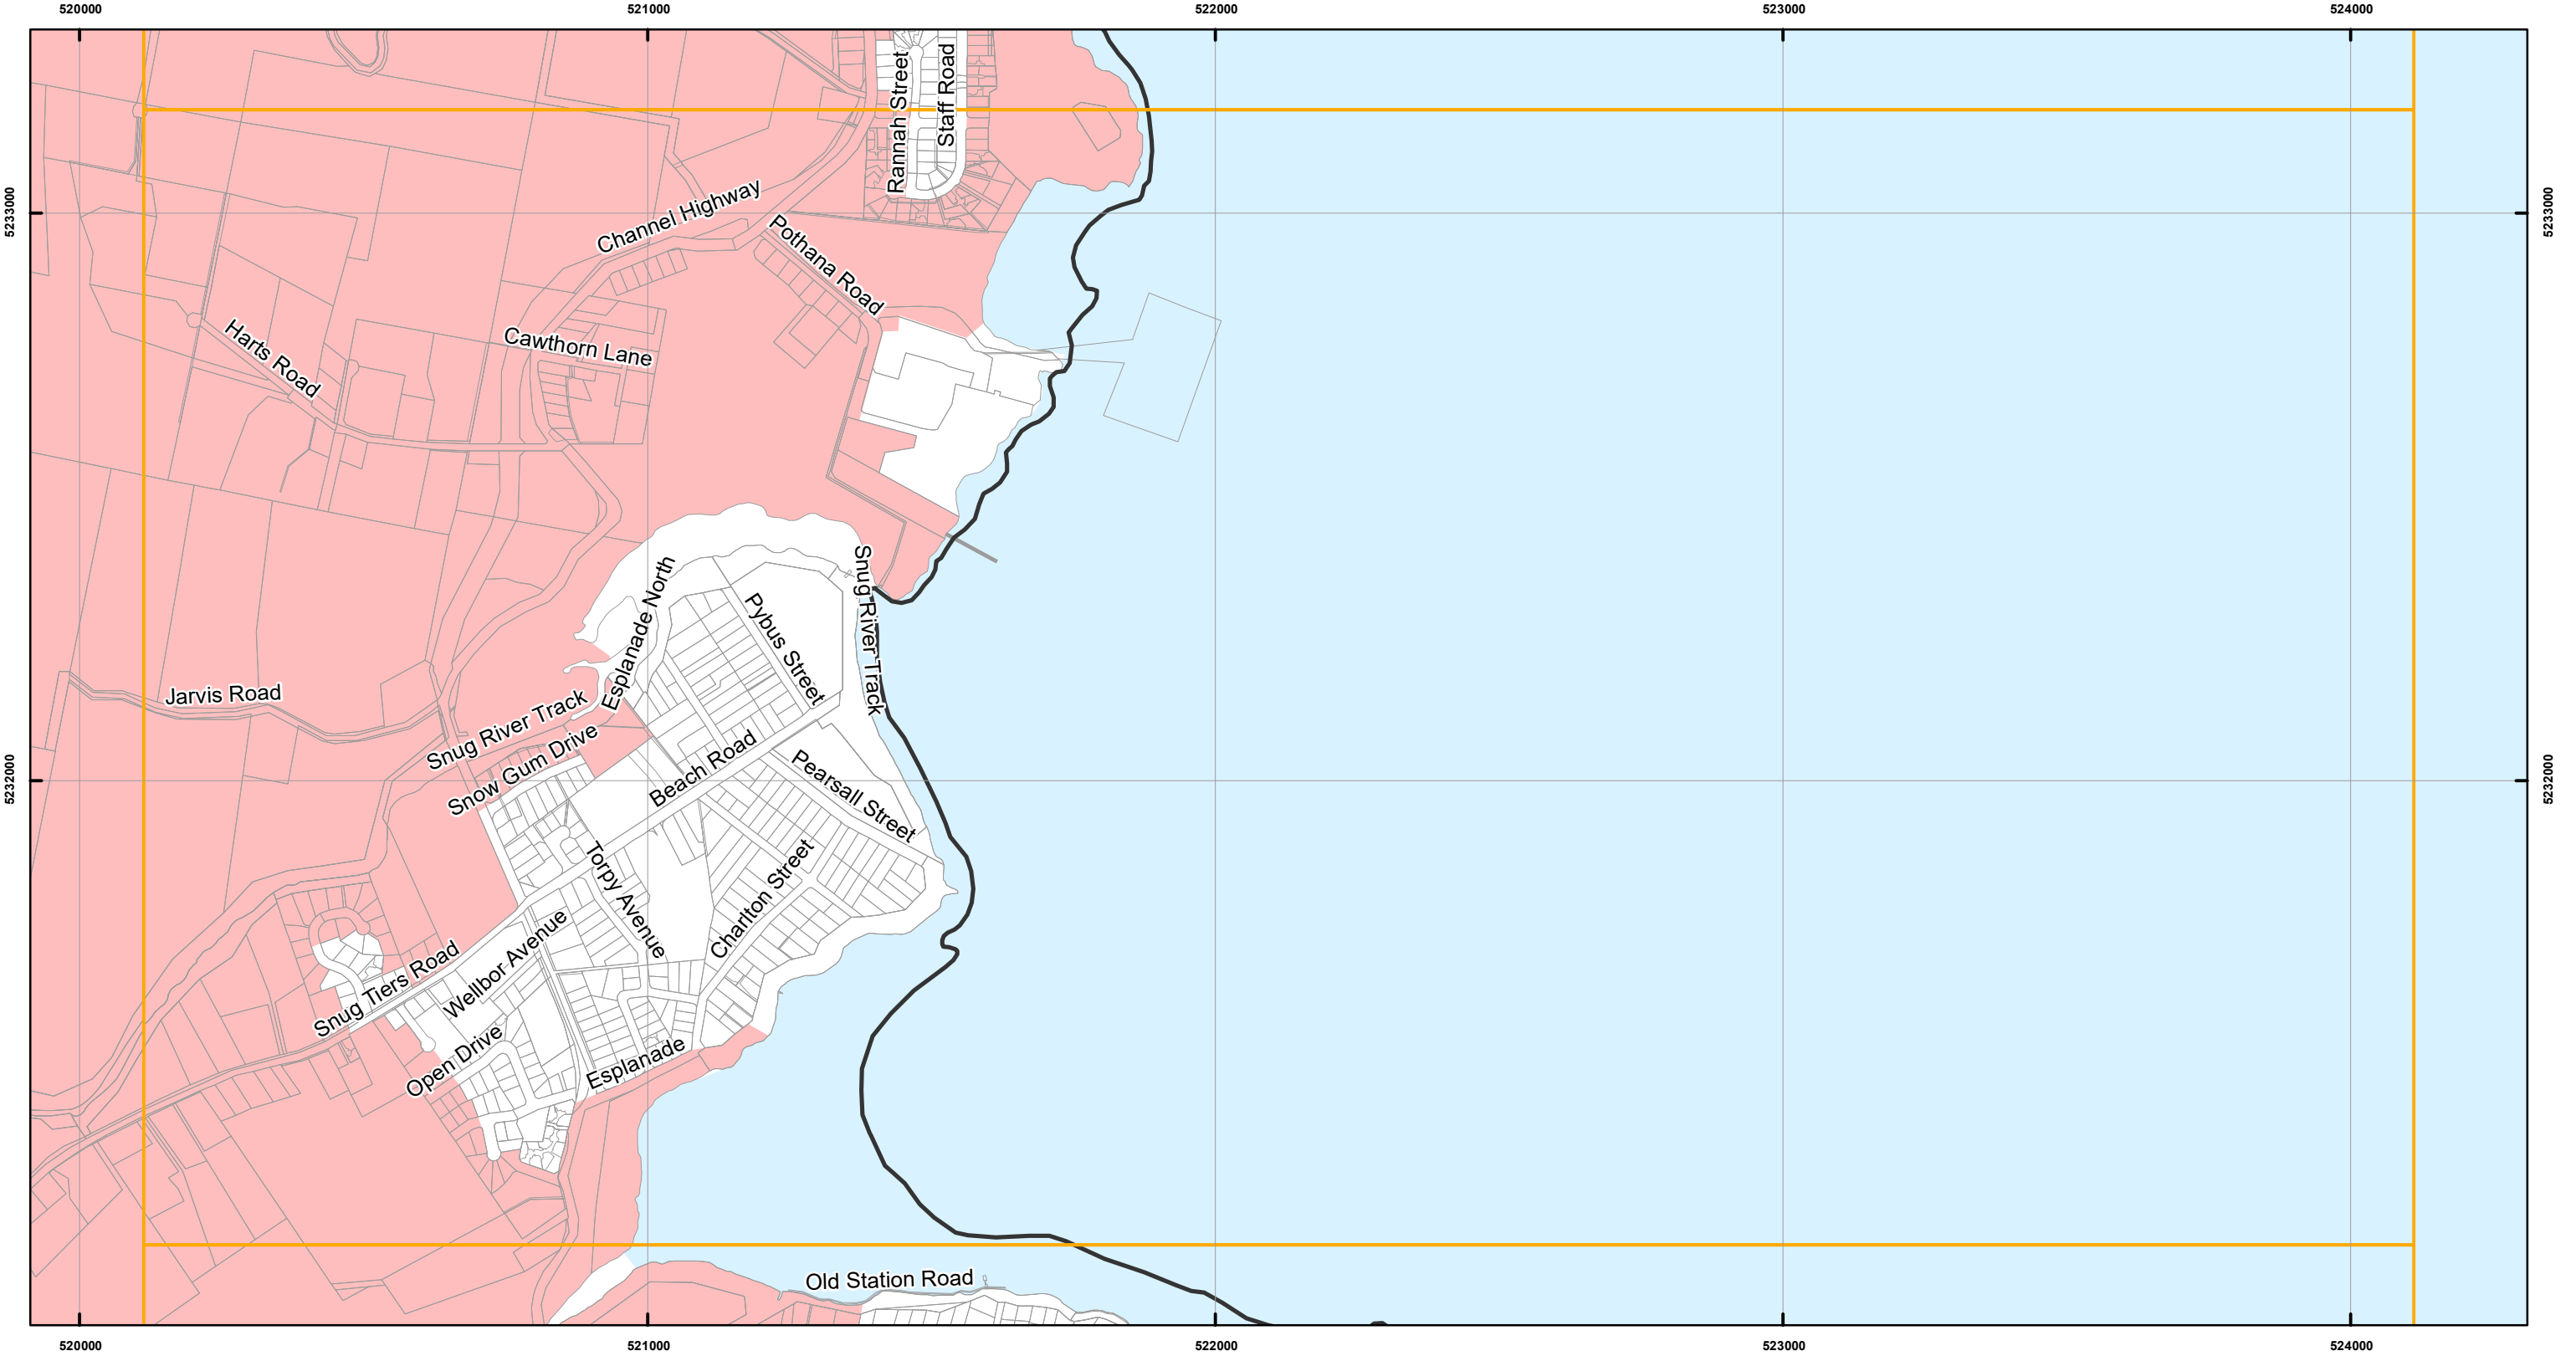 520000
521000
522000
523000
524000
Rannah Street
Staff Road
5233000
5233000
Channel Highway
Pothana Road
Harts Road
Cawthorn Lane
Snug River Track
Esplanade North
Pybus Street
Jarvis Road
Snug River Track
Snow Gum Drive
Beach Road
5232000
5232000
Pearsall Street
Torpy Avenue
Charlton Street
Wellbor Avenue
Snug Tiers Road
Open Drive
Esplanade
Old Station Road
520000
521000
522000
523000
524000